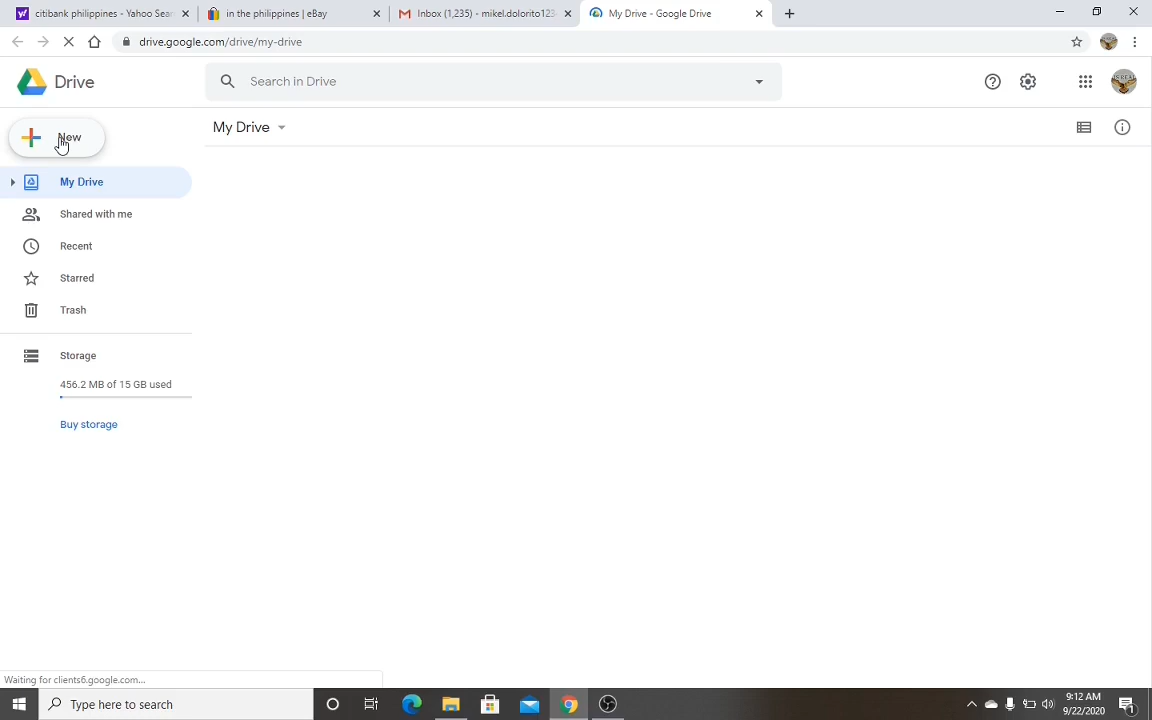 citibank philippines - Yahoo Sear
in the philippines | eBay
Inbox (1,235) - mikel.dolorito123
My Drive - Google Drive
drive.google.com/drive/my-drive
Drive
Search in Drive
New
My Drive
My Drive
Shared with me
Recent
Starred
Trash
Storage
456.2 MB of 15 GB used
Buy storage
Waiting for clients6.google.com...
Type here to search
9:12 AM
9/22/2020
1